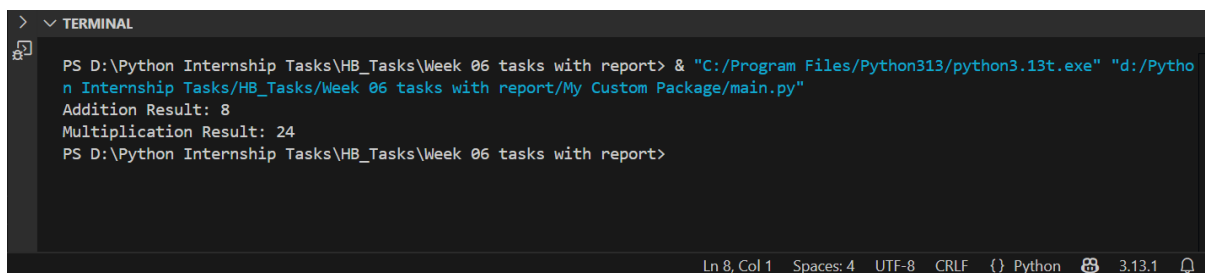 TERMINAL
PS D:\Python Internship Tasks\HB_Tasks\Week 06 tasks with report> & "C:/Program Files/Python313/python3.13t.exe" "d:/Pytho
n Internship Tasks/HB_Tasks/Week 06 tasks with report/My Custom Package/main.py"
Addition Result: 8
Multiplication Result: 24
PS D:\Python Internship Tasks\HB_Tasks\Week 06 tasks with report>
Ln 8, Col 1 Spaces: 4 UTF-8 CRLF {} Python 3.13.1